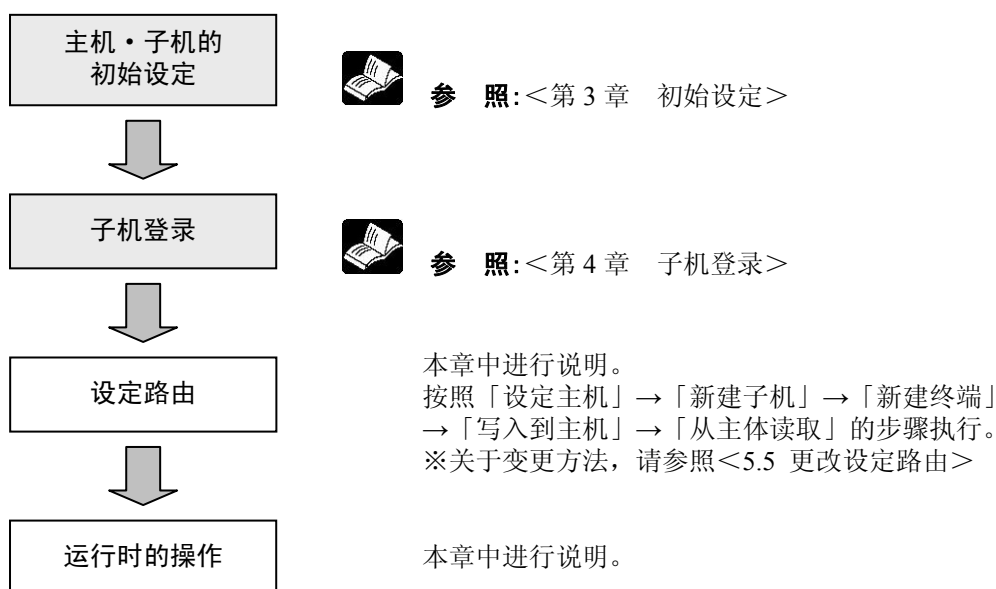 主机・子机的
初始设定
参　照:＜第 3 章　初始设定＞
子机登录
参　照:＜第 4 章　子机登录＞
设定路由
本章中进行说明。
按照「设定主机」→「新建子机」→「新建终端」
→「写入到主机」→「从主体读取」的步骤执行。
※关于变更方法，请参照＜5.5 更改设定路由＞
运行时的操作
本章中进行说明。